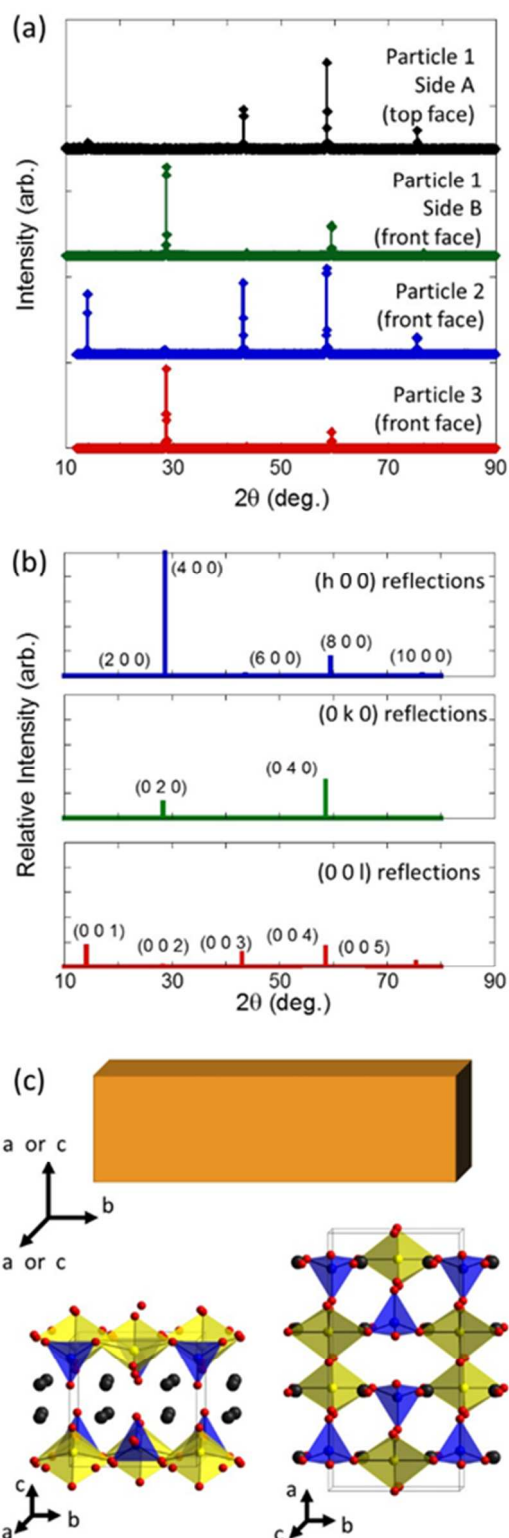 (a)
Particle 1
Side A
(top face)
Particle 1
Side B
(front face)
Particle 2
(front face)
Particle 3
(front face)
Intensity (arb.)
10 30 50 70 90
2θ (deg.)
(b)
(4 0 0)
(h 0 0) reflections
(2 0 0) (6 0 0) (8 0 0) (10 0 0)
(0 k 0) reflections
(0 2 0) (0 4 0)
(0 0 l) reflections
(0 0 1) (0 0 2) (0 0 3) (0 0 4) (0 0 5)
Relative Intensity (arb.)
10 30 50 70 90
2θ (deg.)
(c)
a or c
b
a or c
c
b
a
a
b
c